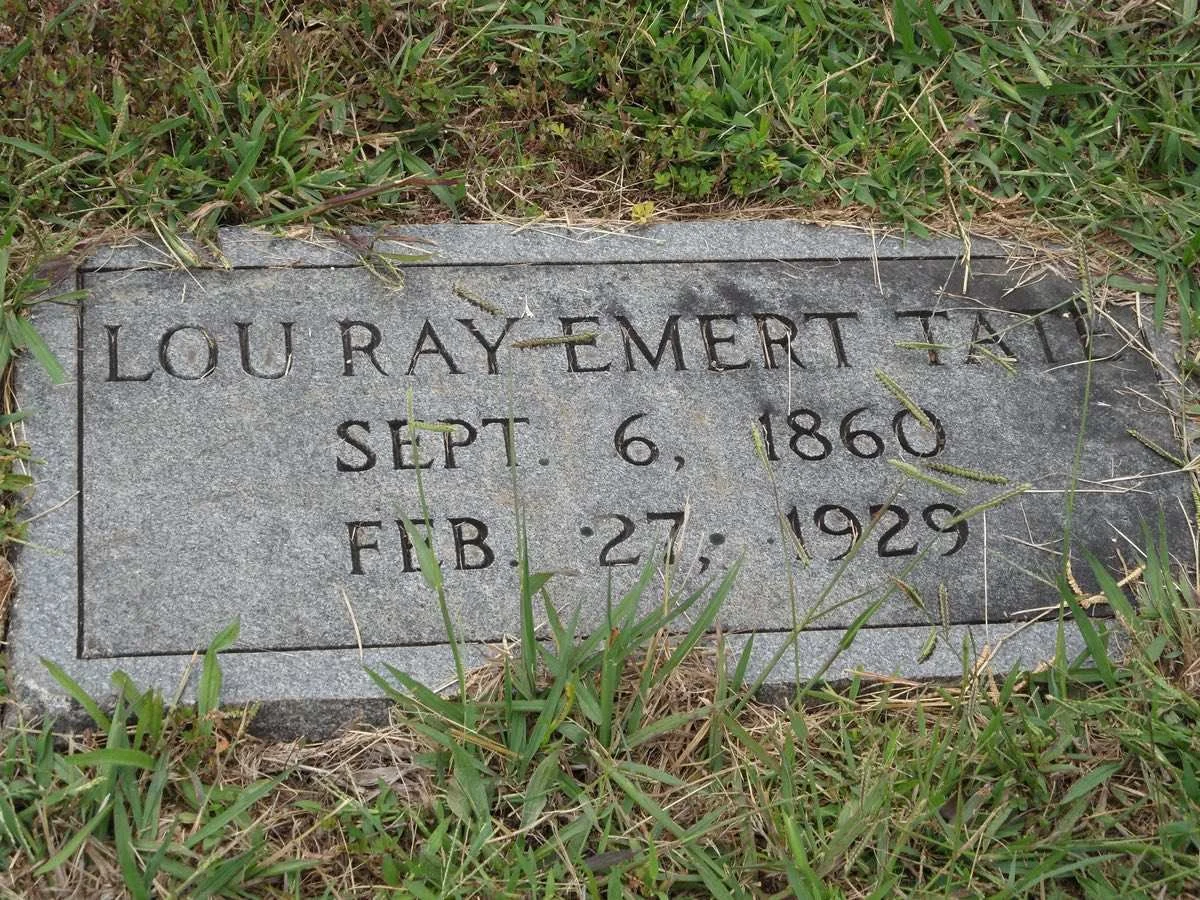 LOU RAY EMERT TATE
SEPT. 6, 1860
FEB. 27, 1929